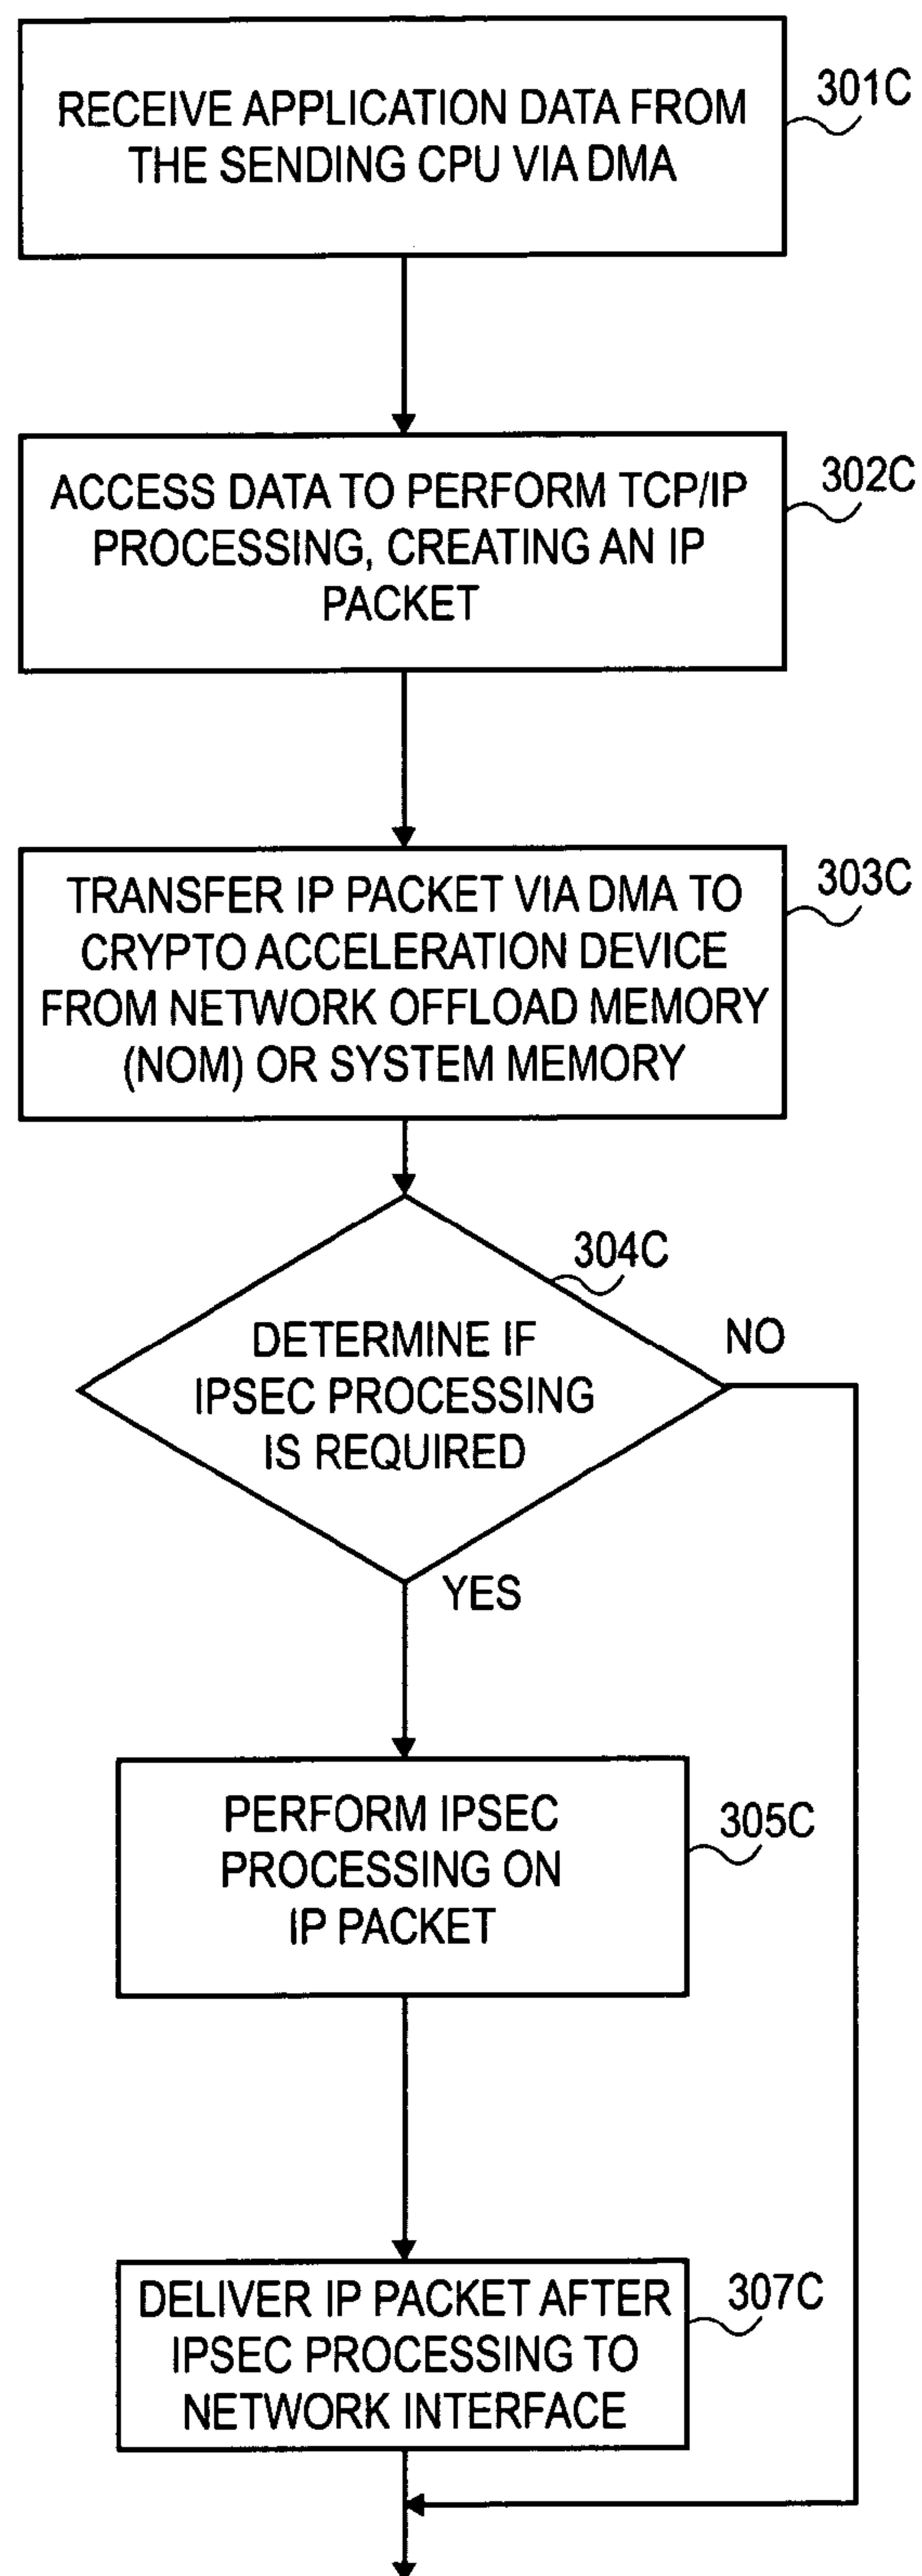 RECEIVE APPLICATION DATA FROM
THE SENDING CPU VIA DMA
301C
ACCESS DATA TO PERFORM TCP/IP
PROCESSING, CREATING AN IP
PACKET
302C
TRANSFER IP PACKET VIA DMA TO
CRYPTO ACCELERATION DEVICE
FROM NETWORK OFFLOAD MEMORY
(NOM) OR SYSTEM MEMORY
303C
304C
DETERMINE IF
IPSEC PROCESSING
IS REQUIRED
NO
YES
PERFORM IPSEC
PROCESSING ON
IP PACKET
305C
DELIVER IP PACKET AFTER
IPSEC PROCESSING TO
NETWORK INTERFACE
307C